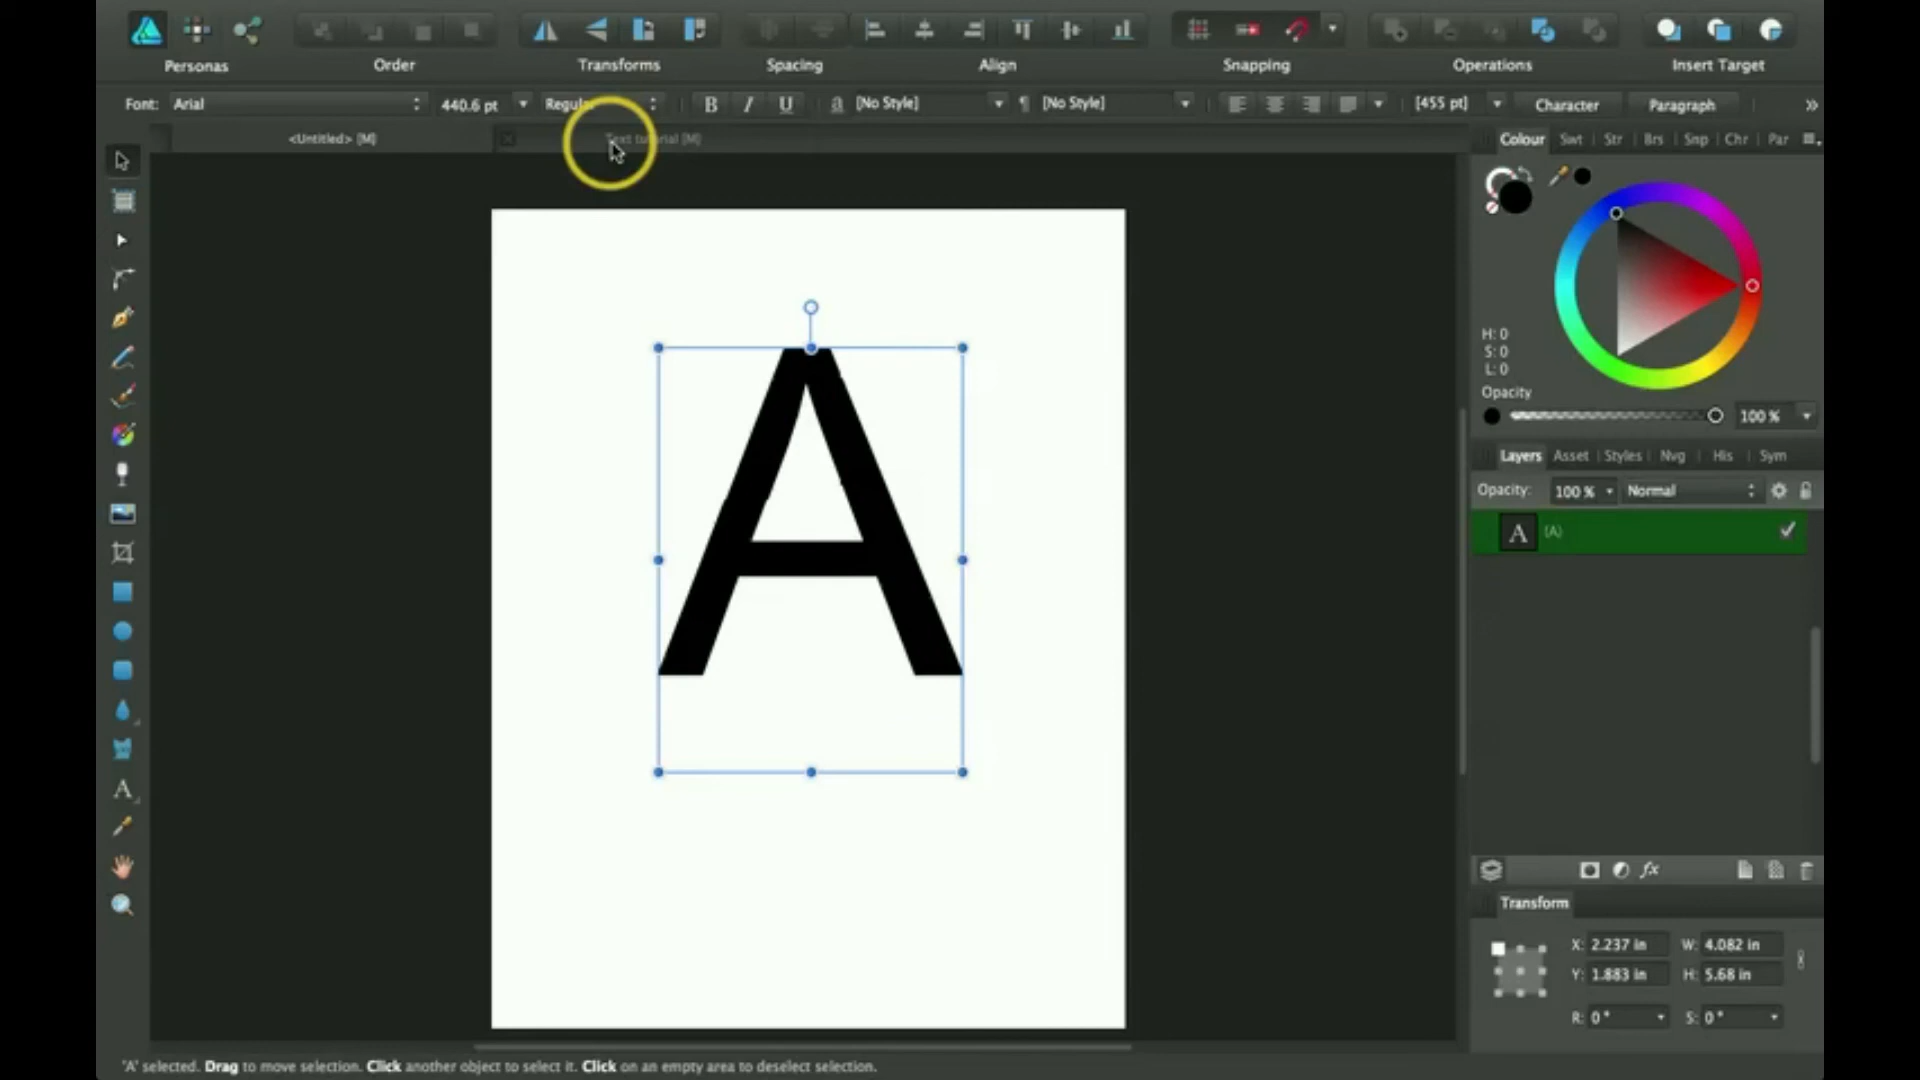 Personas Order Transforms Spacing Align Snapping Operations Insert Target
Font: Arial 440.6 pt Regular B I U a [No Style] ¶ [No Style] [455 pt] Character Paragraph »
<Untitled> [M] Text tutorial [M]
Colour Swt Str Brs Snp Chr Par
H: 0
S: 0
L: 0
Opacity
100 %
Layers Asset Styles Nvg His Sym
Opacity: 100 % Normal
A (A)
A
A
fx
Transform
X: 2.237 in W: 4.082 in
Y: 1.883 in H: 5.68 in
R: 0 ° S: 0 °
'A' selected. Drag to move selection. Click another object to select it. Click on an empty area to deselect selection.